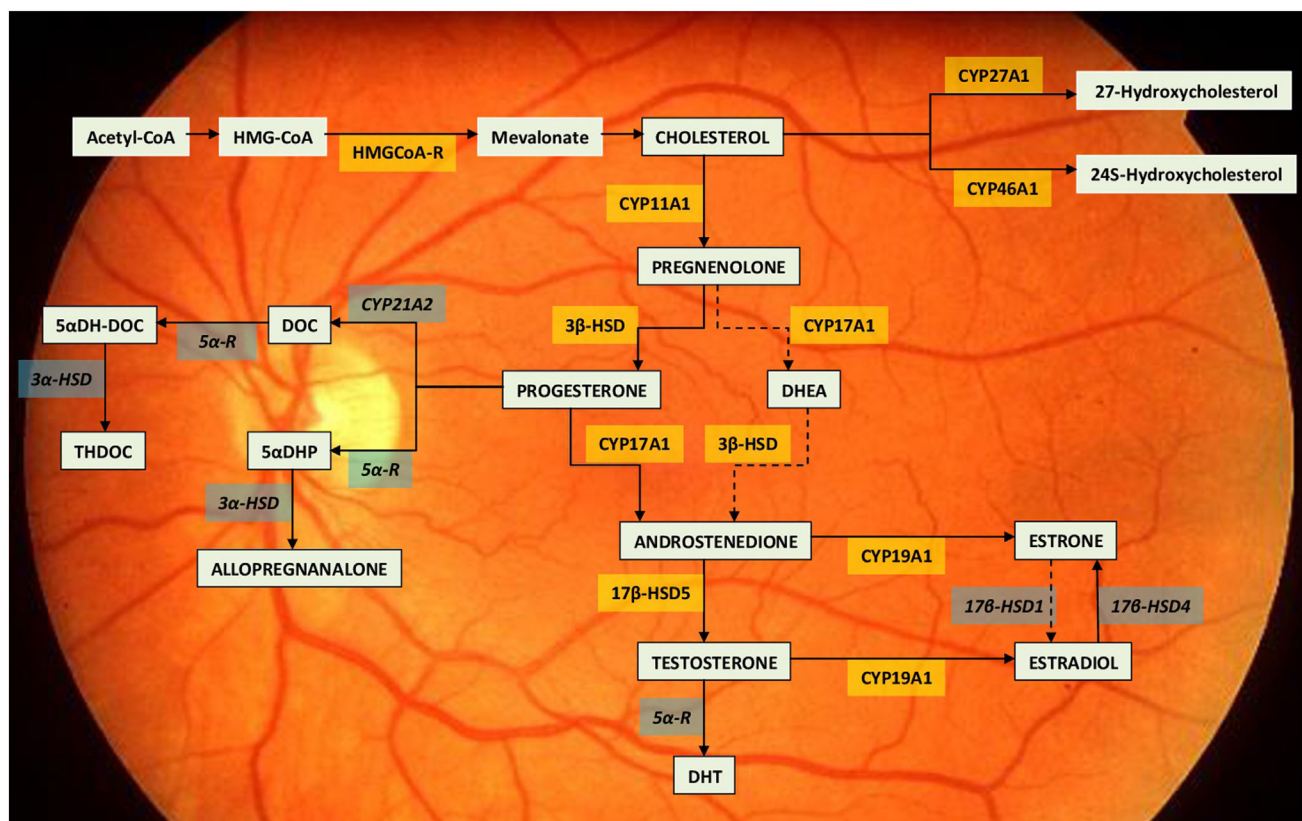 CYP27A1
27-Hydroxycholesterol
Acetyl-CoA
HMG-CoA
HMGCoA-R
Mevalonate
CHOLESTEROL
CYP46A1
24S-Hydroxycholesterol
CYP11A1
PREGNENOLONE
5αDH-DOC
5α-R
DOC
CYP21A2
3β-HSD
CYP17A1
3α-HSD
PROGESTERONE
DHEA
THDOC
5αDHP
5α-R
CYP17A1
3β-HSD
3α-HSD
ALLOPREGNANALONE
ANDROSTENEDIONE
CYP19A1
ESTRONE
17β-HSD5
17β-HSD1
17β-HSD4
TESTOSTERONE
CYP19A1
ESTRADIOL
5α-R
DHT